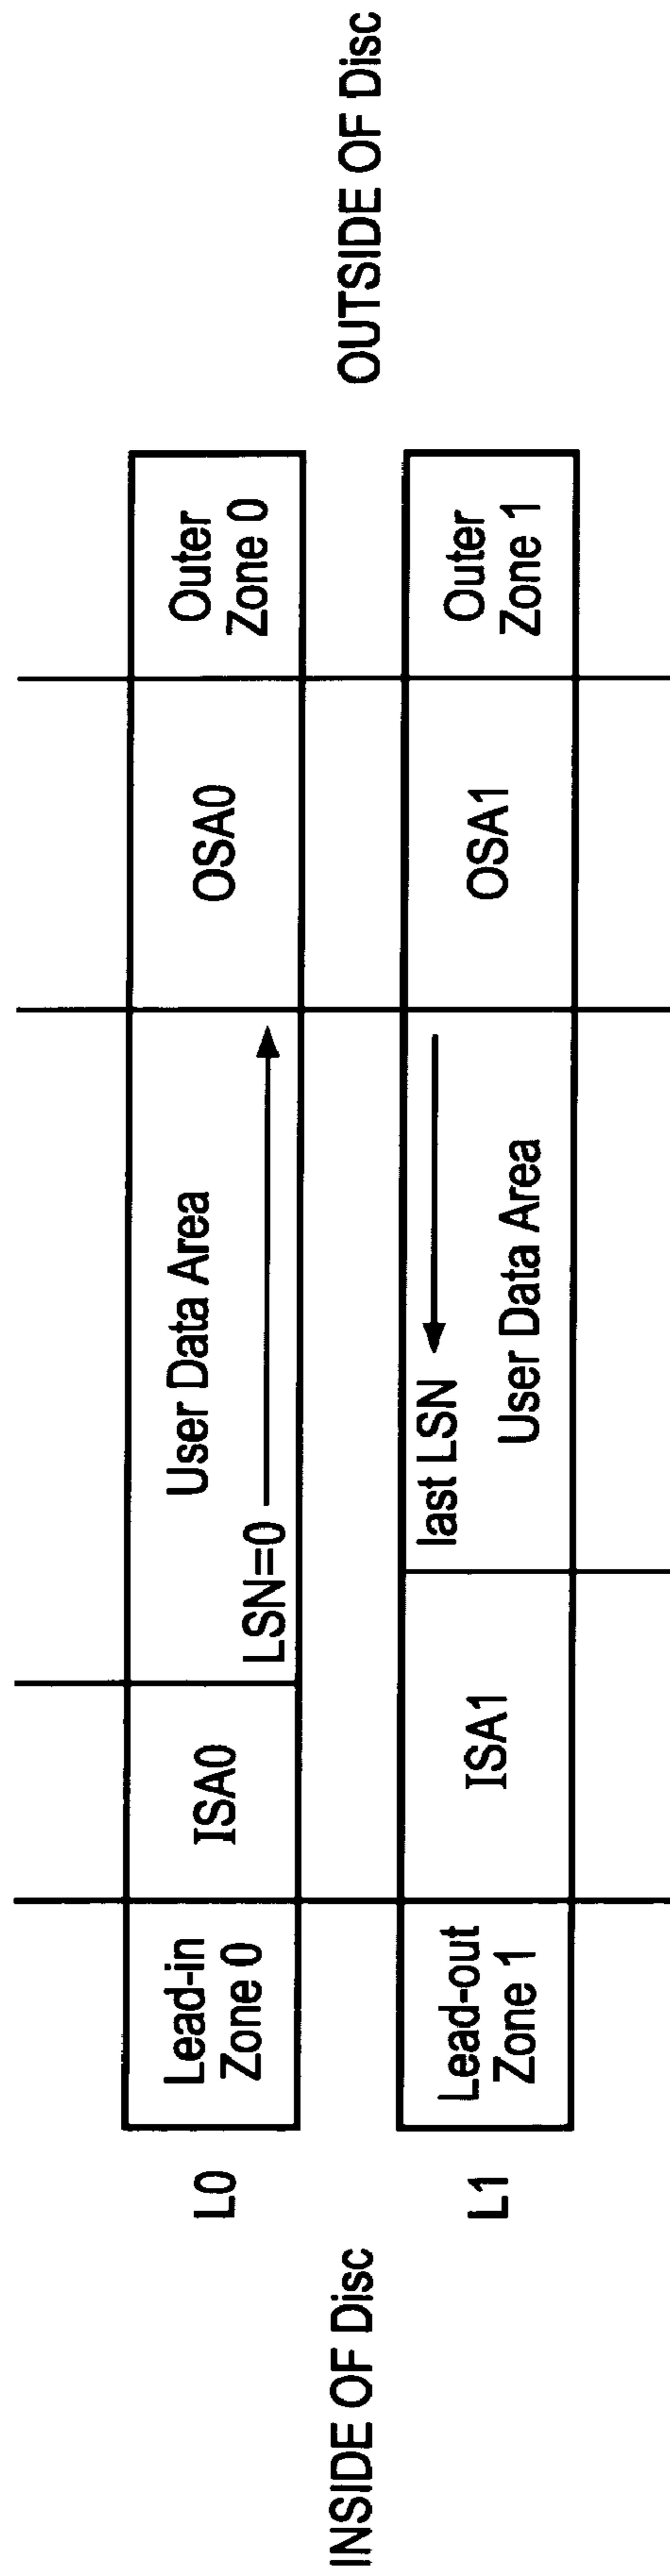 INSIDE OF Disc
OUTSIDE OF Disc
L0
Lead-in
Zone 0
ISA0
User Data Area
LSN=0
OSA0
Outer
Zone 0
L1
Lead-out
Zone 1
ISA1
last LSN
User Data Area
OSA1
Outer
Zone 1